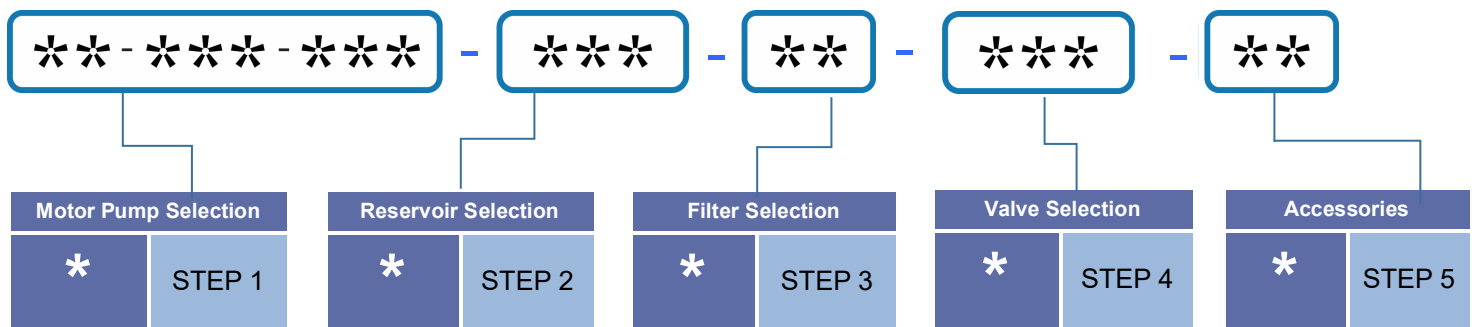 **-***-*** - *** - ** - *** - **
Motor Pump Selection
* STEP 1
Reservoir Selection
* STEP 2
Filter Selection
* STEP 3
Valve Selection
* STEP 4
Accessories
* STEP 5